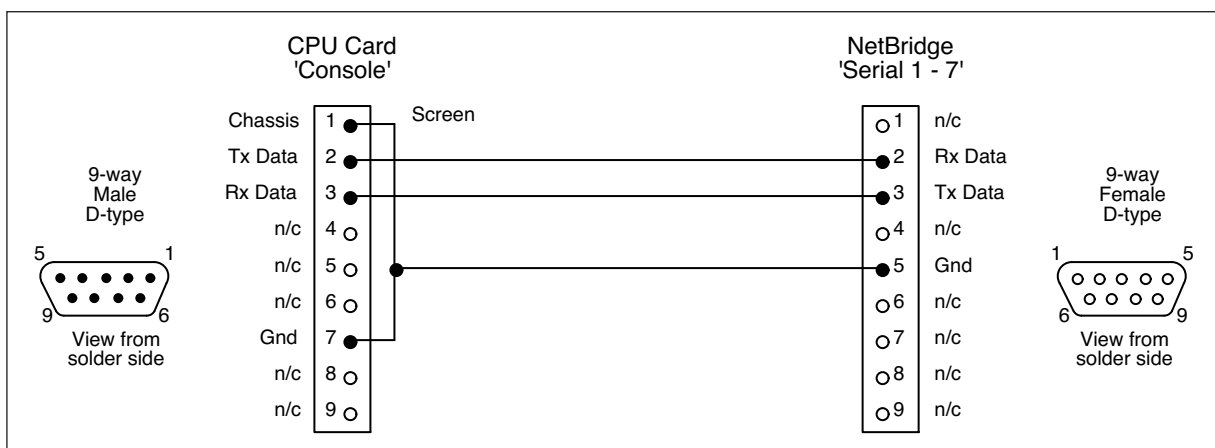 CPU Card
'Console'
NetBridge
'Serial 1 - 7'
Screen
Chassis 1
Tx Data 2
Rx Data 3
n/c 4
n/c 5
n/c 6
Gnd 7
n/c 8
n/c 9
1 n/c
2 Rx Data
3 Tx Data
4 n/c
5 Gnd
6 n/c
7 n/c
8 n/c
9 n/c
9-way
Male
D-type
5 1
9 6
View from
solder side
9-way
Female
D-type
1 5
6 9
View from
solder side